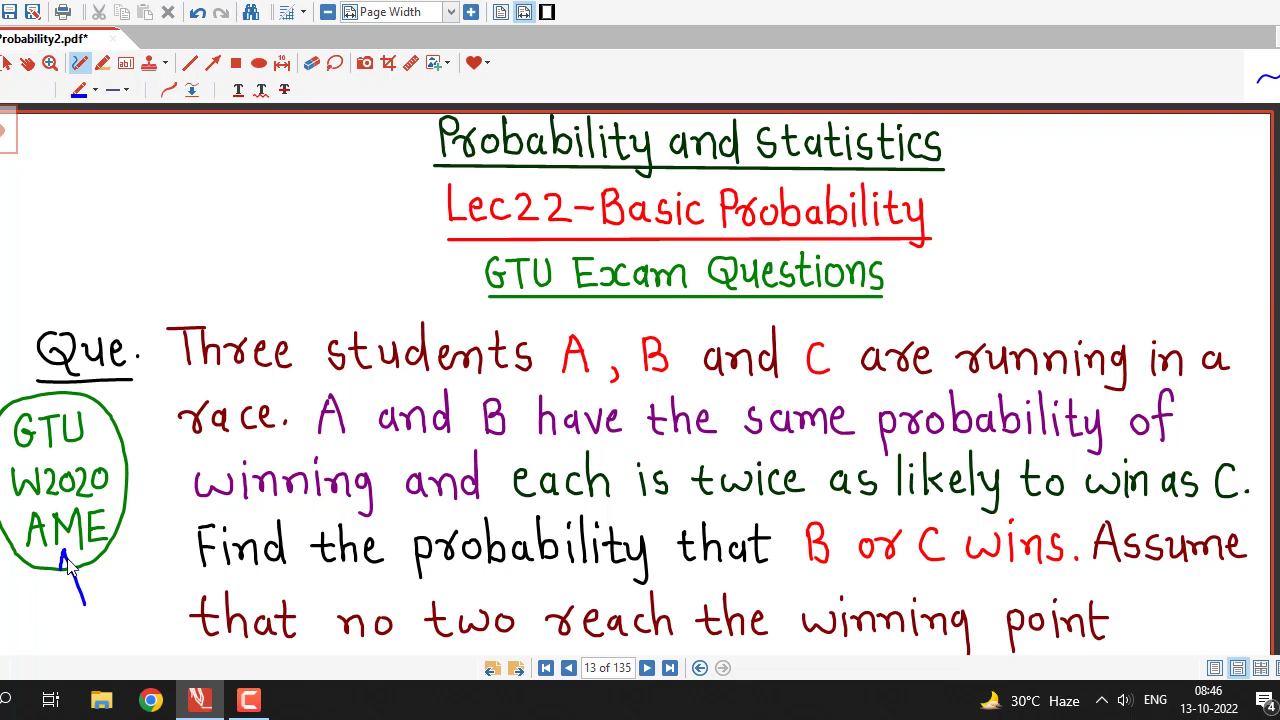 Page Width
Probability2.pdf*
10
Probability and Statistics
Lec22-Basic Probability
GTU Exam Questions
Que. Three students A, B and C are running in a
race. A and B have the same probability of
winning and each is twice as likely to win as C.
Find the probability that B or C wins. Assume
that no two reach the winning point
GTU
W2020
AME
13 of 135
30°C Haze
ENG
08:46
13-10-2022
4